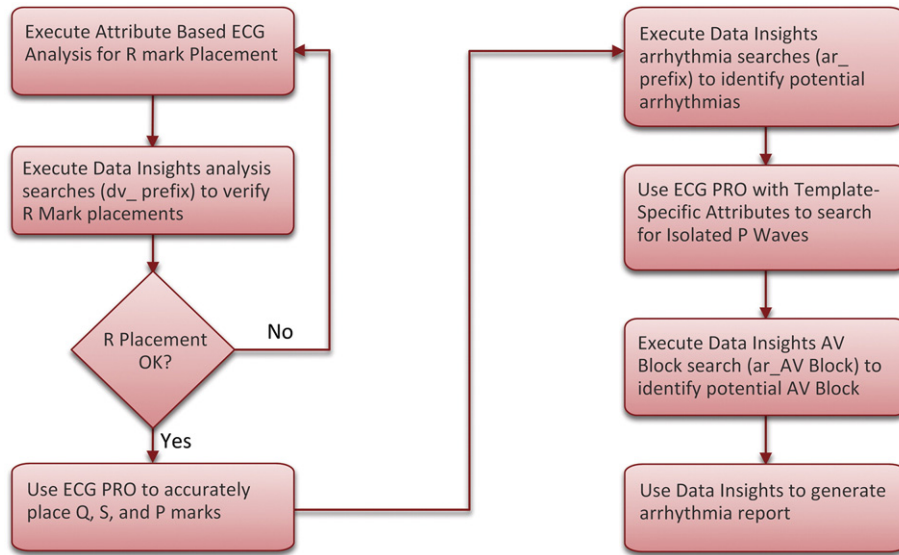 Execute Attribute Based ECG
Analysis for R mark Placement
Execute Data Insights analysis
searches (dv_ prefix) to verify
R Mark placements
R Placement
OK?
No
Yes
Use ECG PRO to accurately
place Q, S, and P marks
Execute Data Insights
arrhythmia searches (ar_
prefix) to identify potential
arrhythmias
Use ECG PRO with Template-
Specific Attributes to search
for Isolated P Waves
Execute Data Insights AV
Block search (ar_AV Block) to
identify potential AV Block
Use Data Insights to generate
arrhythmia report